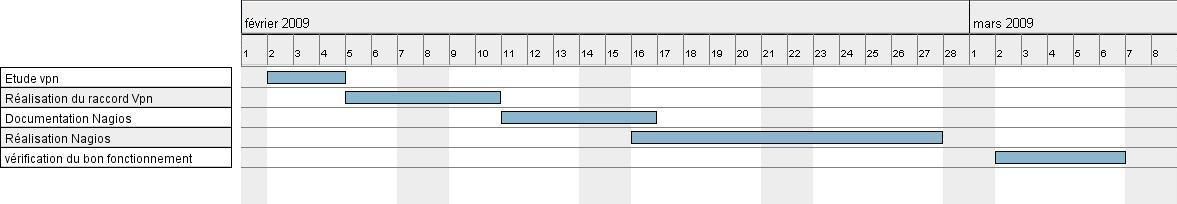 février 2009 mars 2009
1 2 3 4 5 6 7 8 9 10 11 12 13 14 15 16 17 18 19 20 21 22 23 24 25 26 27 28 1 2 3 4 5 6 7 8
Etude vpn
Réalisation du raccord Vpn
Documentation Nagios
Réalisation Nagios
vérification du bon fonctionnement